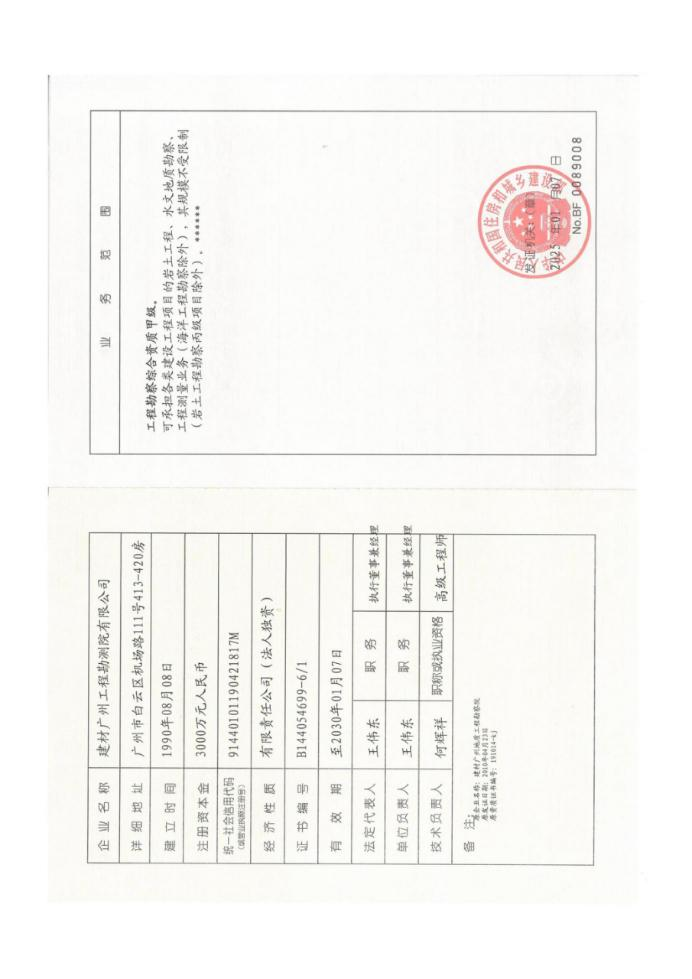 企业名称 建材广州工程勘测院有限公司
详细地址 广州市白云区机场路111号413-420房
建立时间 1990年08月08日
注册资本金 3000万元人民币
统一社会信用代码 91440101190421817M
(或营业执照注册号)
经济性质 有限责任公司(法人独资)
证书编号 B144054699-6/1
有效期 至2030年01月07日
法定代表人 王伟东 职务 执行董事兼经理
单位负责人 王伟东 职务 执行董事兼经理
技术负责人 何辉祥 职称或执业资格 高级工程师
备注:
原企业名称:建材广州地质工程勘察院
原发证日期:2010年04月23日
原资质证书编号:191014-kj
业务范围
工程勘察综合资质甲级。
可承担各类建设工程项目的岩土工程、水文地质勘察、
工程测量业务(海洋工程勘察除外),其规模不受限制
(岩土工程勘察丙级项目除外)。******
中华人民共和国住房和城乡建设部
发证机关:(章)
2025年01月07日
No.BF 0089008